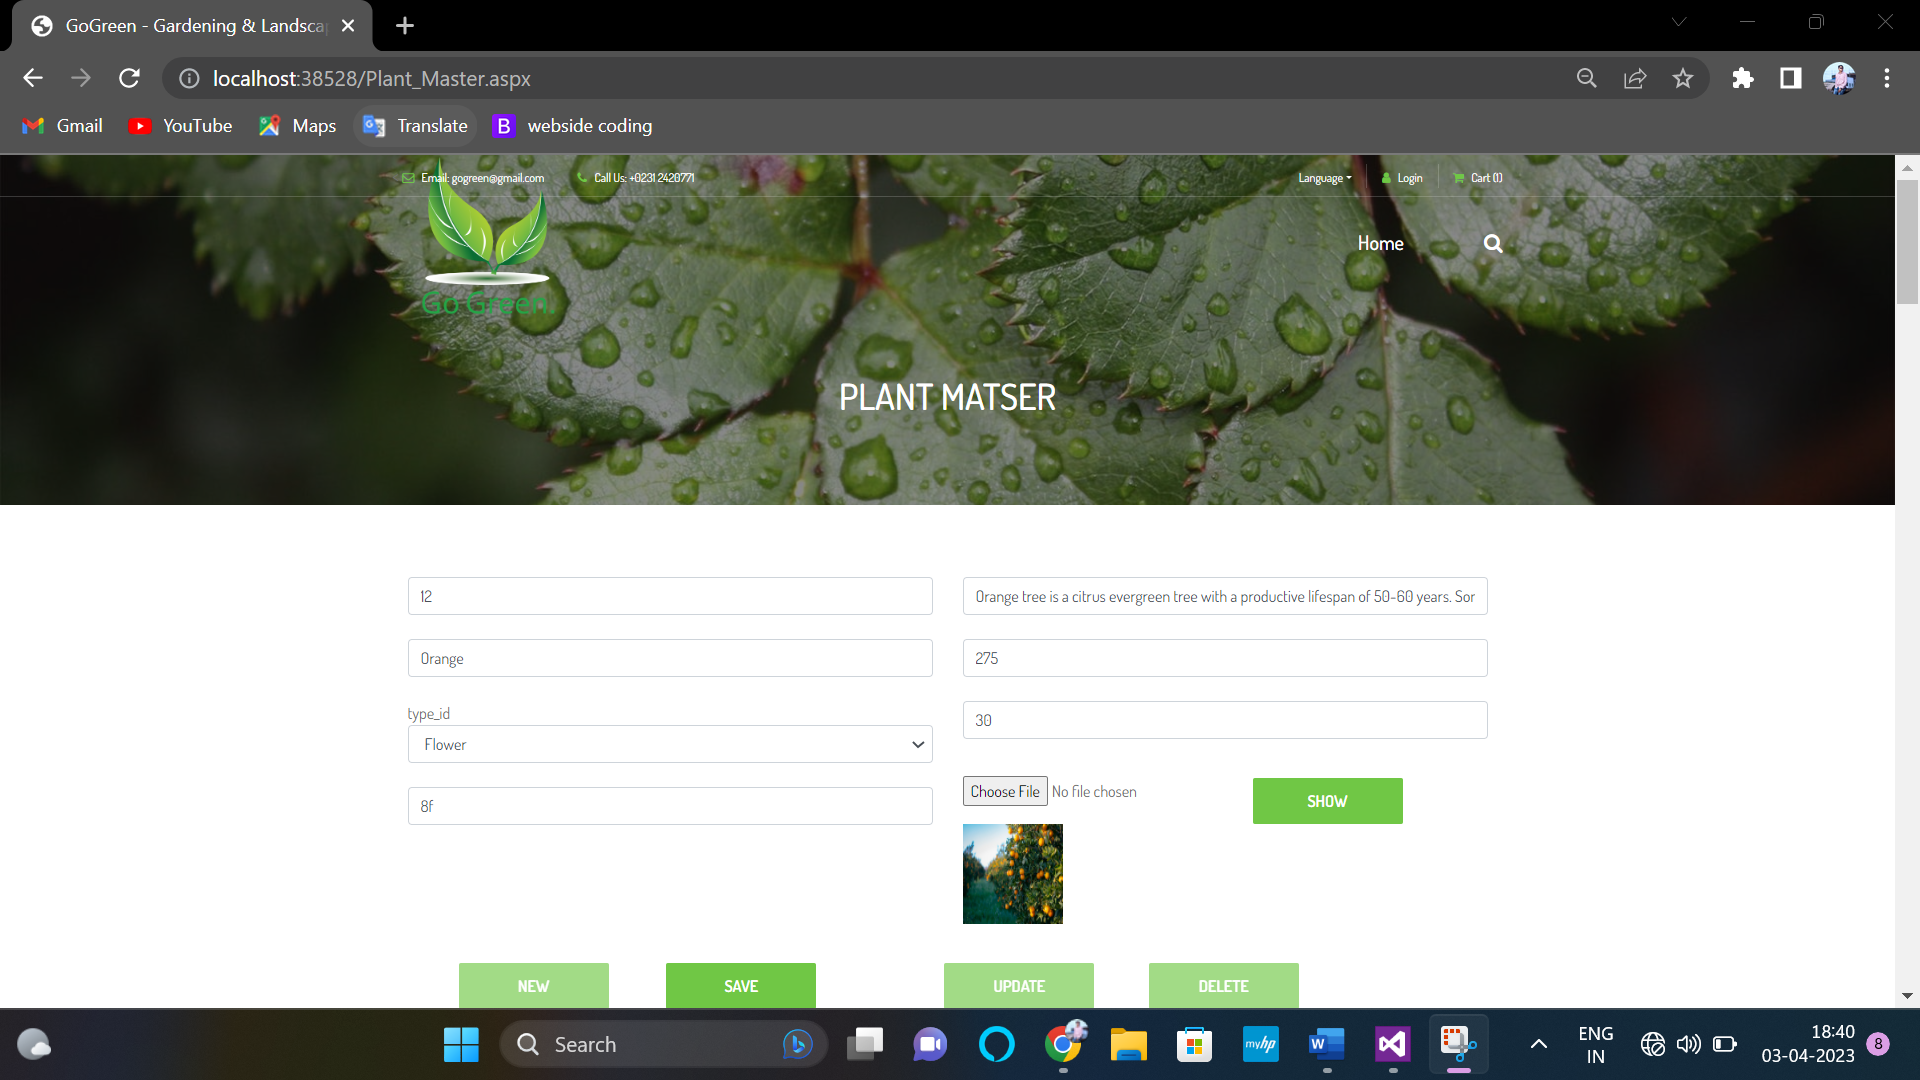 GoGreen - Gardening & Landsca
localhost:38528/Plant_Master.aspx
Gmail YouTube Maps Translate B webside coding
Email: gogreen@gmail.com Call Us: +0231 2420771 Language Login Cart (1)
Home
Go Green.
PLANT MATSER
12
Orange tree is a citrus evergreen tree with a productive lifespan of 50-60 years. Sor
Orange
275
type_id
30
Flower
Choose File No file chosen
SHOW
8f
NEW SAVE UPDATE DELETE
Search
myhp
W
ENG
IN
18:40
03-04-2023
8